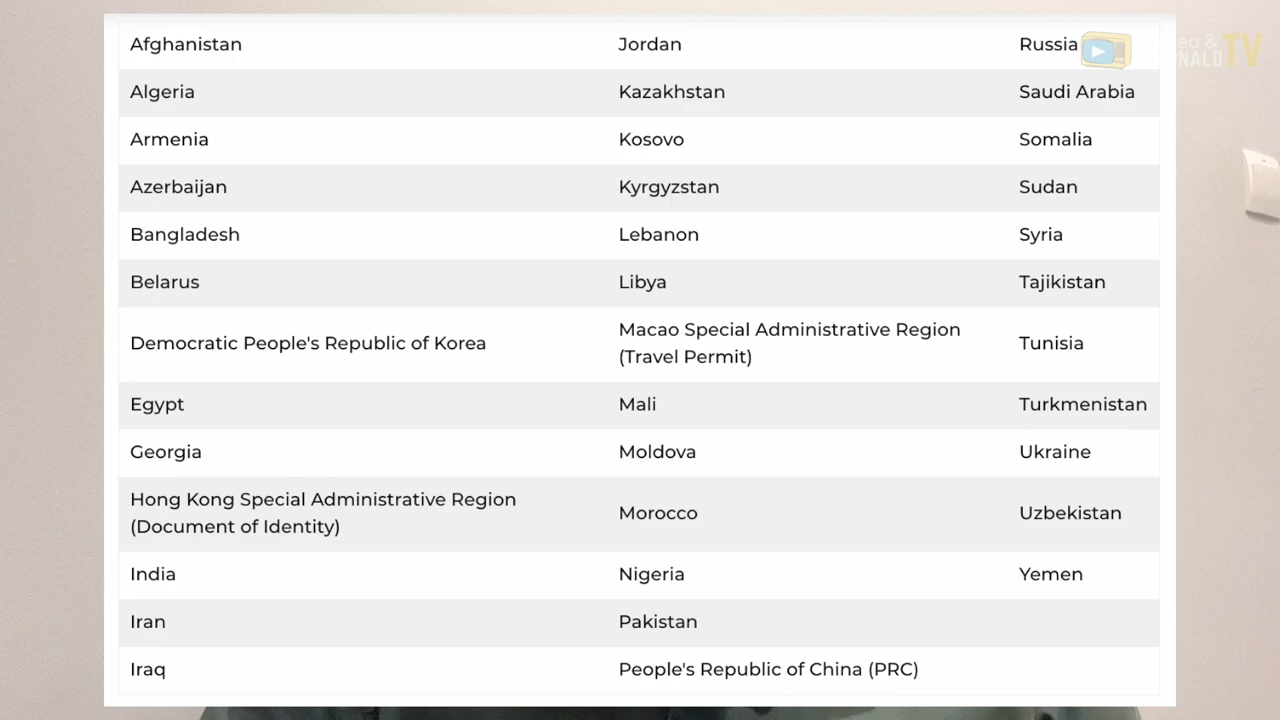 Afghanistan Jordan Russia
Algeria Kazakhstan Saudi Arabia
Armenia Kosovo Somalia
Azerbaijan Kyrgyzstan Sudan
Bangladesh Lebanon Syria
Belarus Libya Tajikistan
Democratic People's Republic of Korea Macao Special Administrative Region
(Travel Permit) Tunisia
Egypt Mali Turkmenistan
Georgia Moldova Ukraine
Hong Kong Special Administrative Region
(Document of Identity) Morocco Uzbekistan
India Nigeria Yemen
Iran Pakistan
Iraq People's Republic of China (PRC)
TV